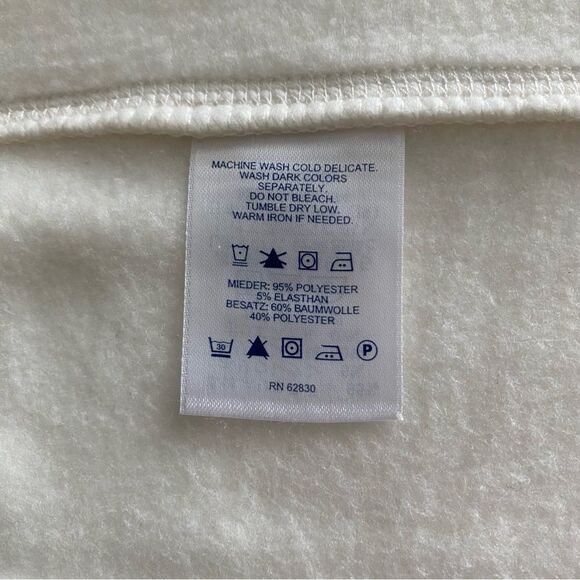 MACHINE WASH COLD DELICATE.
WASH DARK COLORS
SEPARATELY.
DO NOT BLEACH.
TUMBLE DRY LOW.
WARM IRON IF NEEDED.
MIEDER: 95% POLYESTER
5% ELASTHAN
BESATZ: 60% BAUMWOLLE
40% POLYESTER
30
P
RN 62830